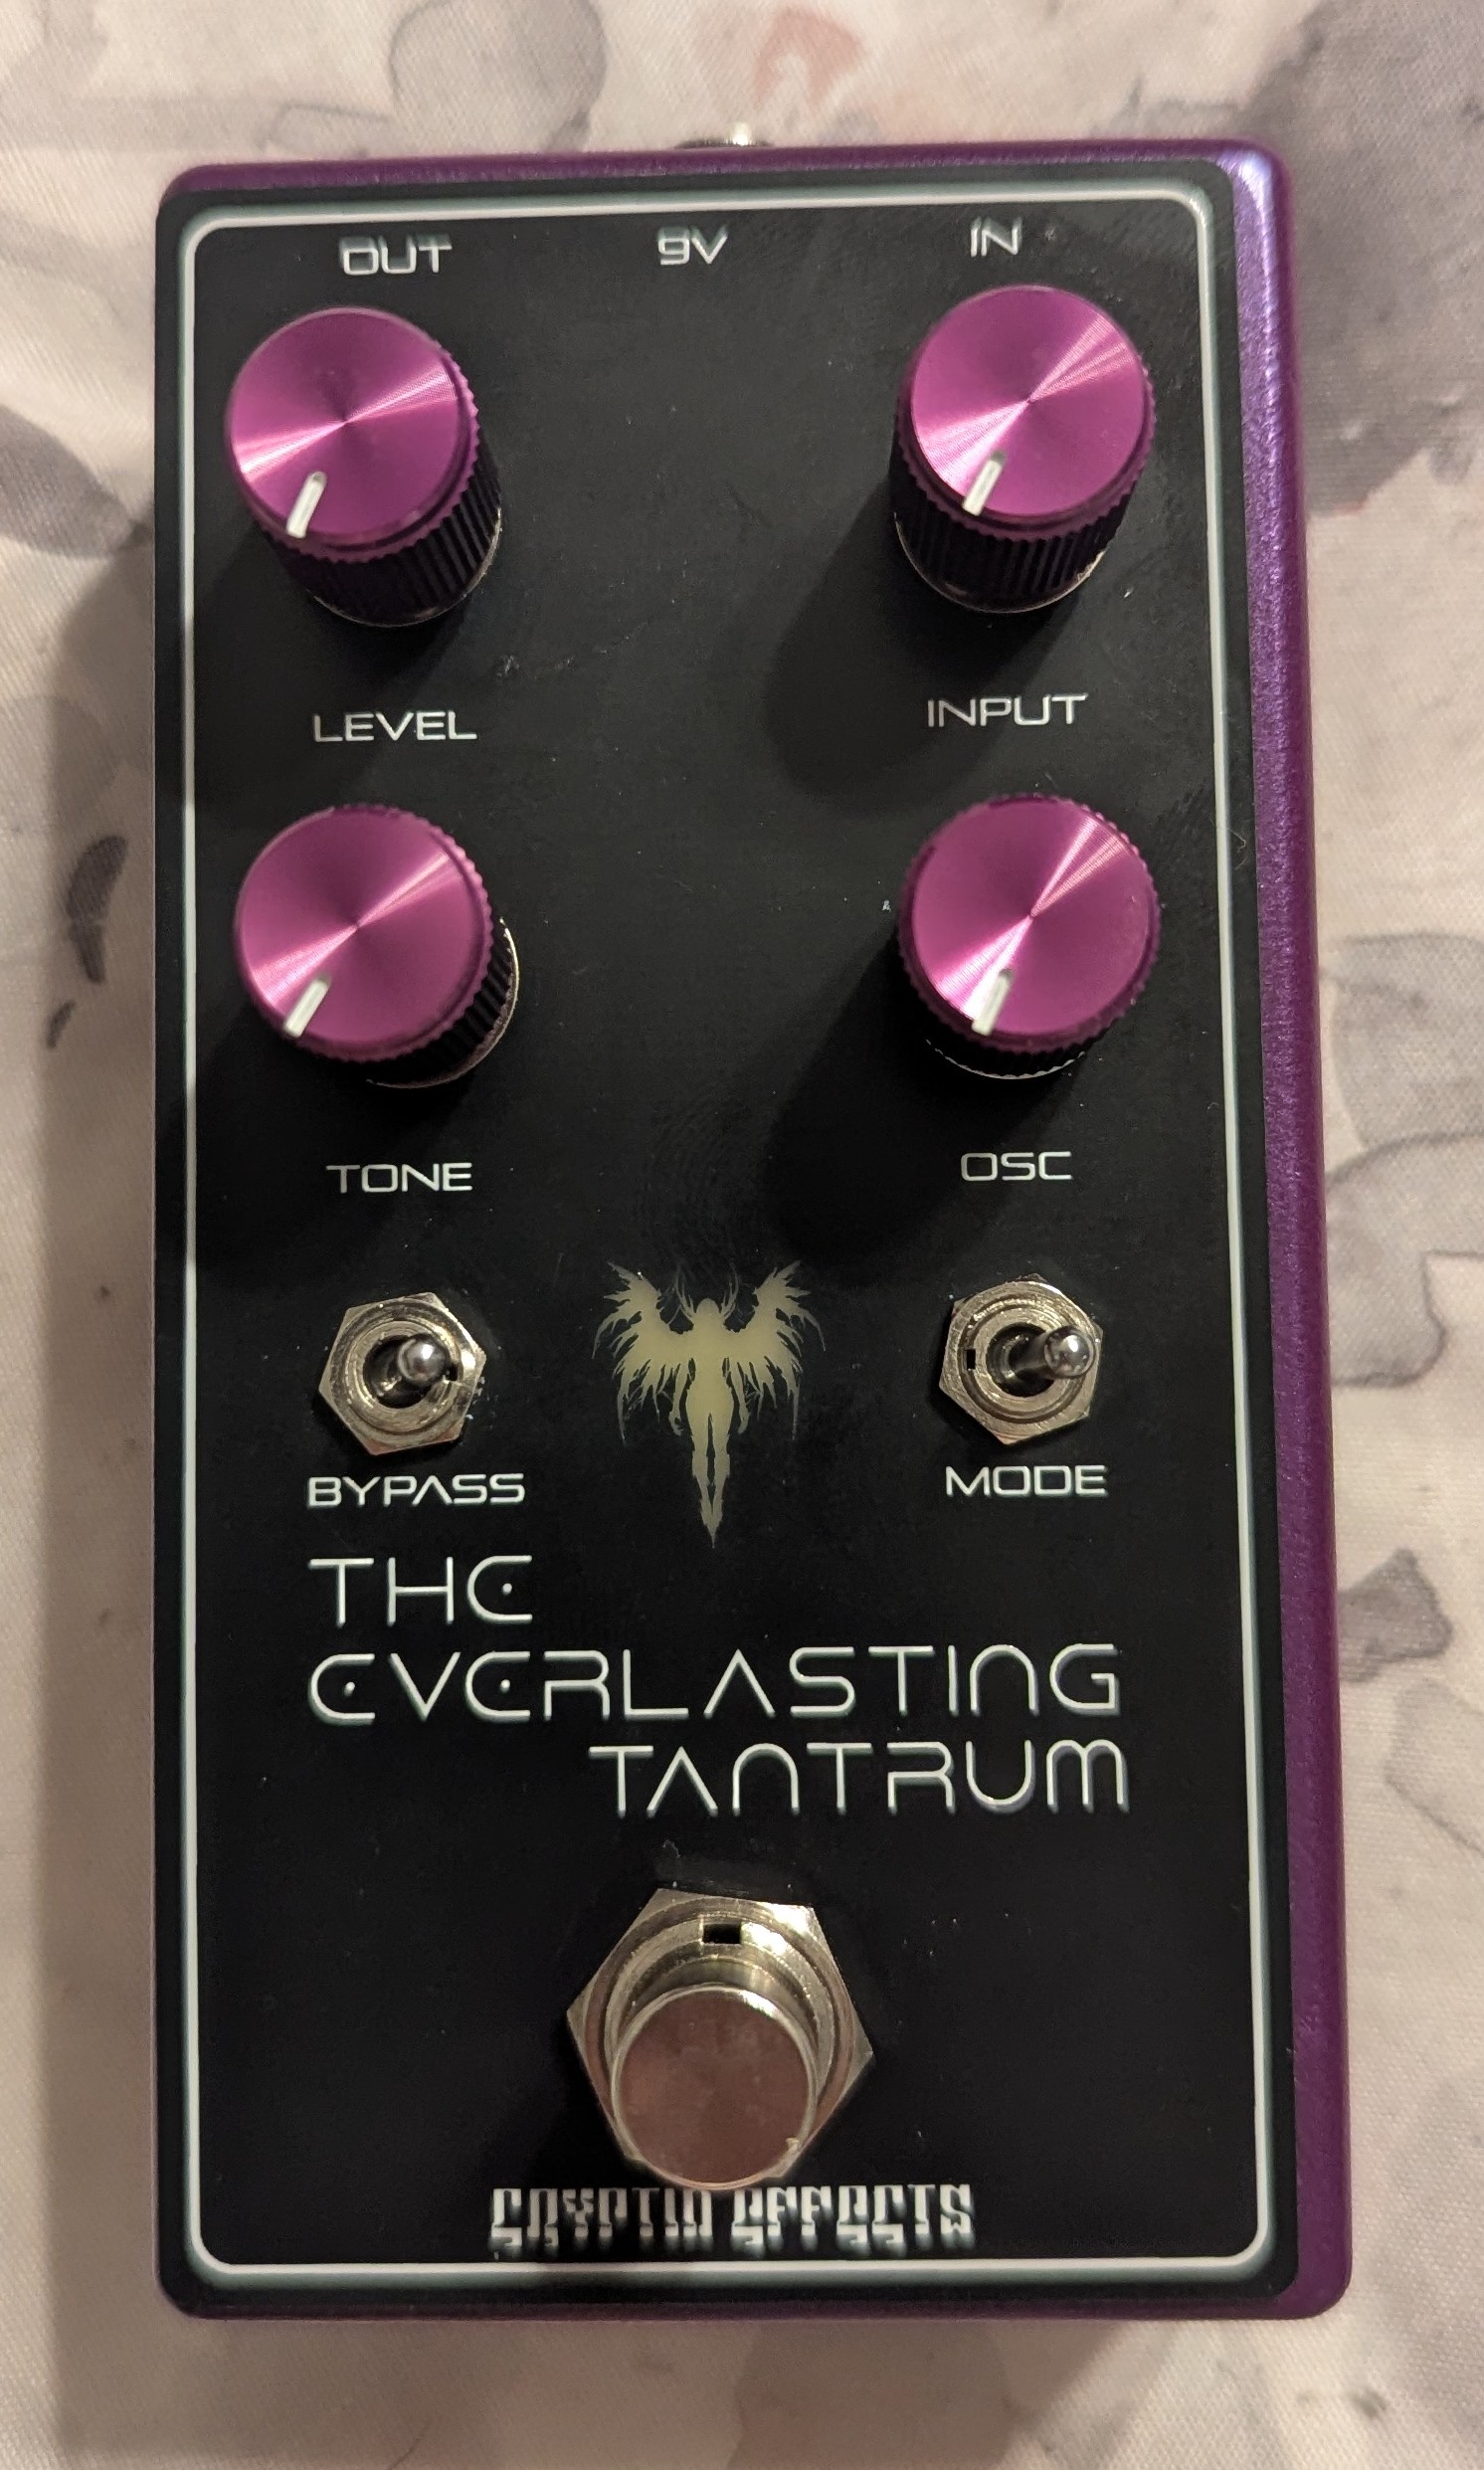 OUT 9V IN
LEVEL INPUT
TONE OSC
BYPASS MODE
THE
EVERLASTING
TANTRUM
CRYPTID EFFECTS